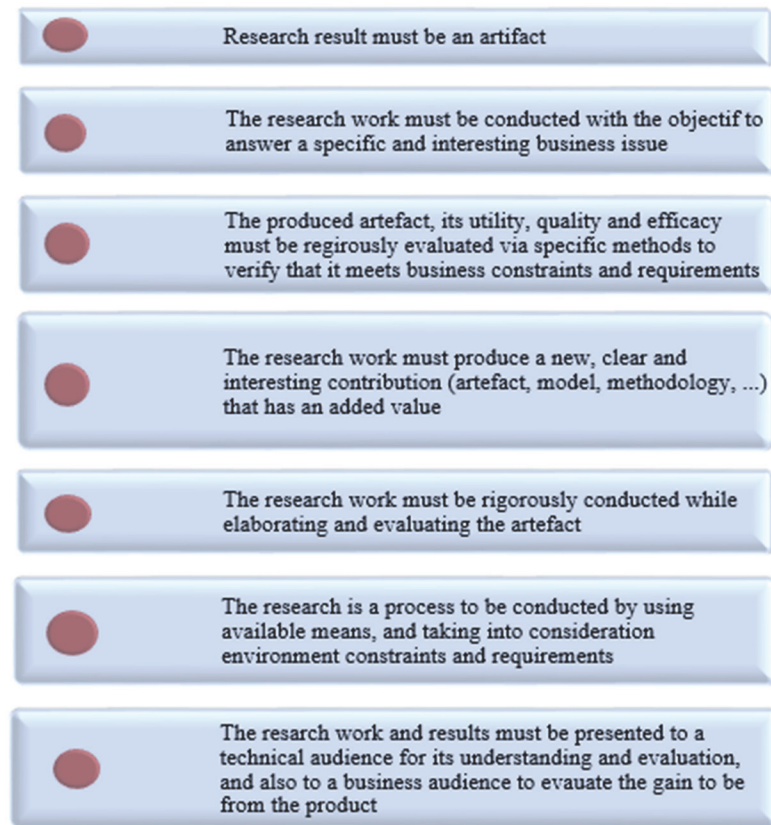 Research result must be an artifact
The research work must be conducted with the objectif to
answer a specific and interesting business issue
The produced artefact, its utility, quality and efficacy
must be regirously evaluated via specific methods to
verify that it meets business constraints and requirements
The research work must produce a new, clear and
interesting contribution (artefact, model, methodology, ...)
that has an added value
The research work must be rigorously conducted while
elaborating and evaluating the artefact
The research is a process to be conducted by using
available means, and taking into consideration
environment constraints and requirements
The resarch work and results must be presented to a
technical audience for its understanding and evaluation,
and also to a business audience to evauate the gain to be
from the product